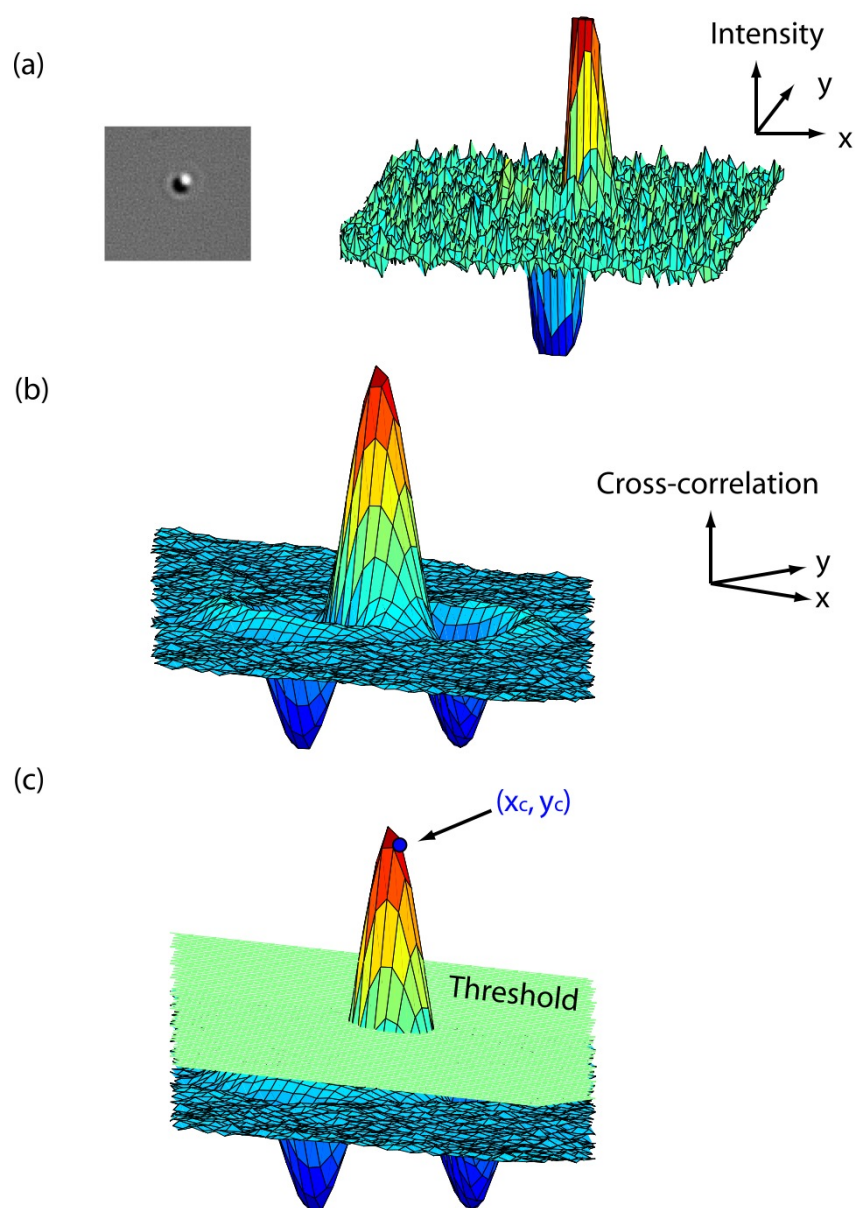 (a)
Intensity
y
x
(b)
Cross-correlation
y
x
(c)
(xc, yc)
Threshold